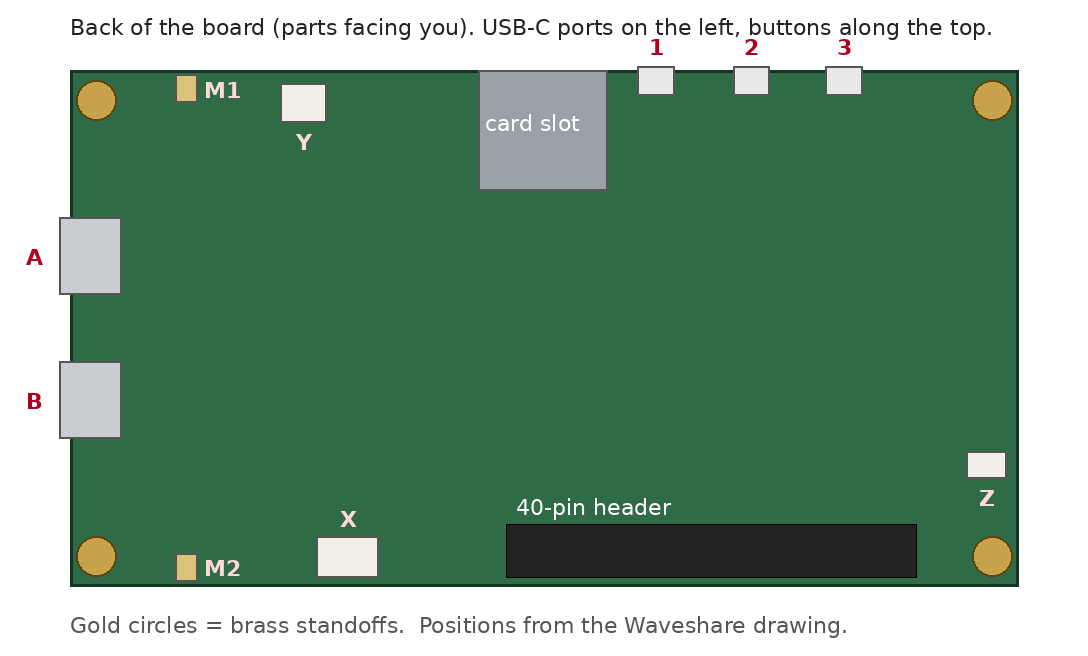 Back of the board (parts facing you). USB-C ports on the left, buttons along the top.
1 2 3
M1
Y
card slot
A
B
Z
40-pin header
X
M2
Gold circles = brass standoffs.  Positions from the Waveshare drawing.